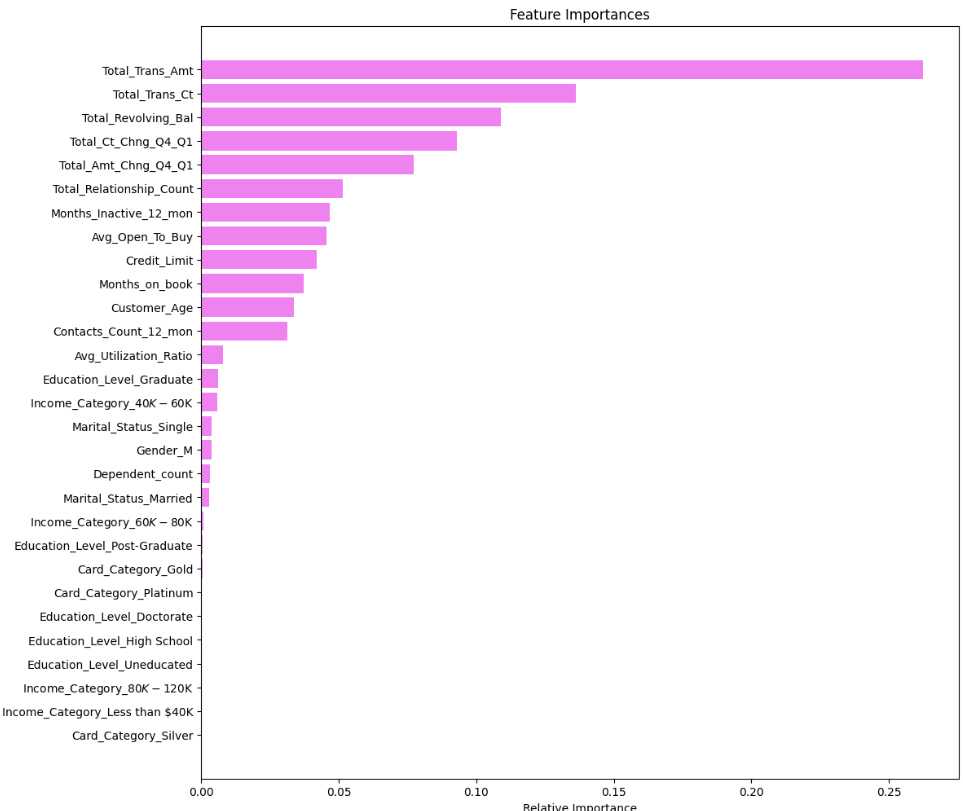 Feature Importances
Total_Trans_Amt
Total_Trans_Ct
Total_Revolving_Bal
Total_Ct_Chng_Q4_Q1
Total_Amt_Chng_Q4_Q1
Total_Relationship_Count
Months_Inactive_12_mon
Avg_Open_To_Buy
Credit_Limit
Months_on_book
Customer_Age
Contacts_Count_12_mon
Avg_Utilization_Ratio
Education_Level_Graduate
Income_Category_40K − 60K
Marital_Status_Single
Gender_M
Dependent_count
Marital_Status_Married
Income_Category_60K − 80K
Education_Level_Post-Graduate
Card_Category_Gold
Card_Category_Platinum
Education_Level_Doctorate
Education_Level_High School
Education_Level_Uneducated
Income_Category_80K − 120K
Income_Category_Less than $40K
Card_Category_Silver
0.00 0.05 0.10 0.15 0.20 0.25
Relative Importance